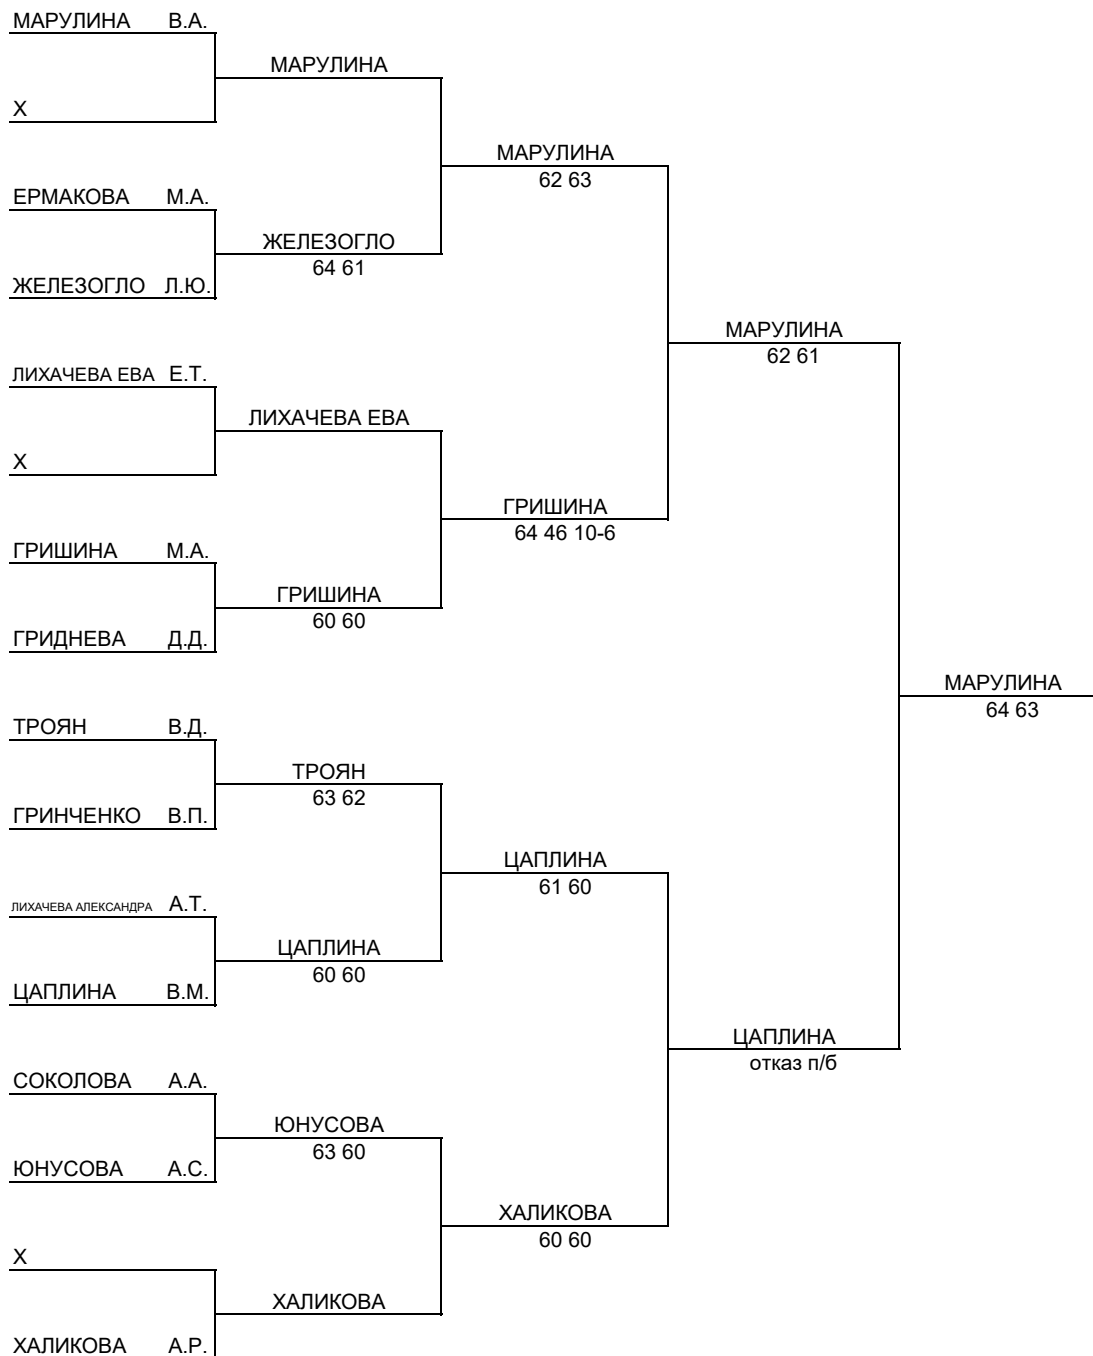 МАРУЛИНА В.А.
МАРУЛИНА
X
МАРУЛИНА
62 63
ЕРМАКОВА М.А.
ЖЕЛЕЗОГЛО
64 61
ЖЕЛЕЗОГЛО Л.Ю.
МАРУЛИНА
62 61
ЛИХАЧЕВА ЕВА Е.Т.
ЛИХАЧЕВА ЕВА
X
ГРИШИНА
64 46 10-6
ГРИШИНА М.А.
ГРИШИНА
60 60
ГРИДНЕВА Д.Д.
МАРУЛИНА
64 63
ТРОЯН В.Д.
ТРОЯН
63 62
ГРИНЧЕНКО В.П.
ЦАПЛИНА
61 60
ЛИХАЧЕВА АЛЕКСАНДРА А.Т.
ЦАПЛИНА
60 60
ЦАПЛИНА В.М.
ЦАПЛИНА
отказ п/б
СОКОЛОВА А.А.
ЮНУСОВА
63 60
ЮНУСОВА А.С.
ХАЛИКОВА
60 60
X
ХАЛИКОВА
ХАЛИКОВА А.Р.